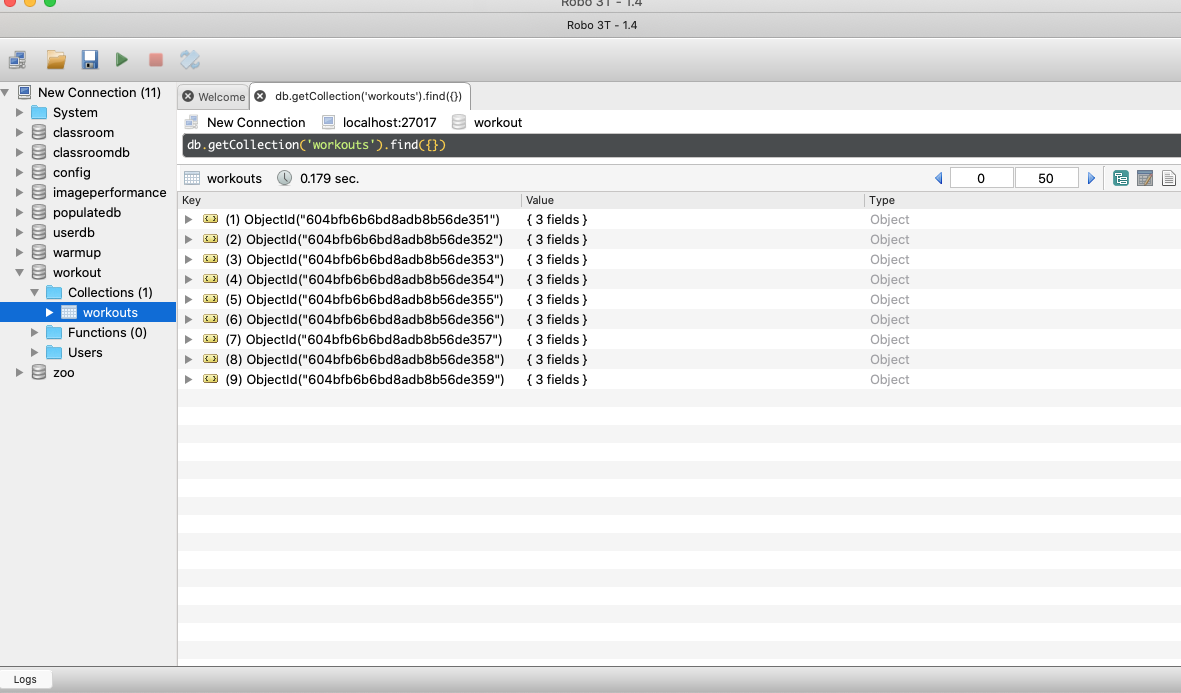 Robo 3T - 1.4
Robo 3T - 1.4
New Connection (11)
System
classroom
classroomdb
config
imageperformance
populatedb
userdb
warmup
workout
Collections (1)
workouts
Functions (0)
Users
zoo
Welcome db.getCollection('workouts').find({})
New Connection localhost:27017 workout
db.getCollection('workouts').find({})
workouts 0.179 sec. 0 50
Key Value Type
(1) ObjectId("604bfb6b6bd8adb8b56de351") { 3 fields } Object
(2) ObjectId("604bfb6b6bd8adb8b56de352") { 3 fields } Object
(3) ObjectId("604bfb6b6bd8adb8b56de353") { 3 fields } Object
(4) ObjectId("604bfb6b6bd8adb8b56de354") { 3 fields } Object
(5) ObjectId("604bfb6b6bd8adb8b56de355") { 3 fields } Object
(6) ObjectId("604bfb6b6bd8adb8b56de356") { 3 fields } Object
(7) ObjectId("604bfb6b6bd8adb8b56de357") { 3 fields } Object
(8) ObjectId("604bfb6b6bd8adb8b56de358") { 3 fields } Object
(9) ObjectId("604bfb6b6bd8adb8b56de359") { 3 fields } Object
Logs